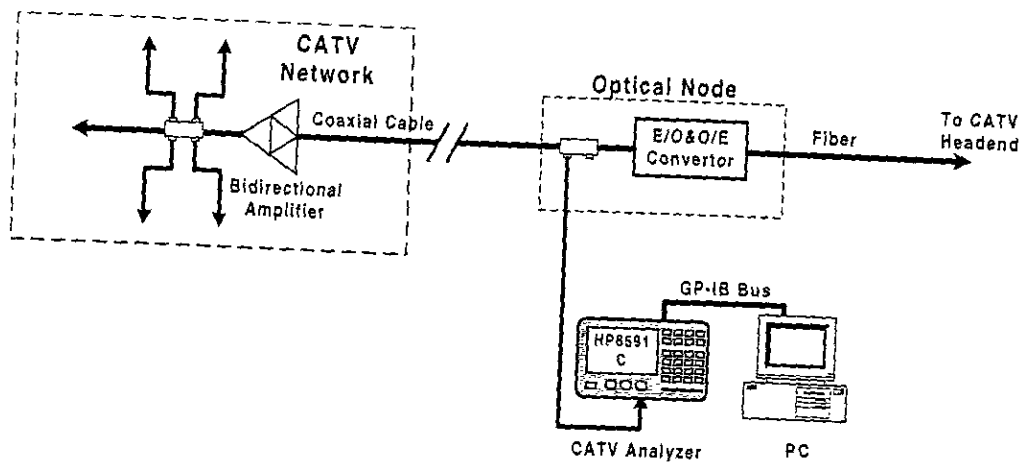 CATV
Network
Coaxial Cable
Bidirectional
Amplifier
Optical Node
E/O&O/E
Convertor
Fiber
To CATV
Headend
GP-IB Bus
HP8591
C
CATV Analyzer
PC